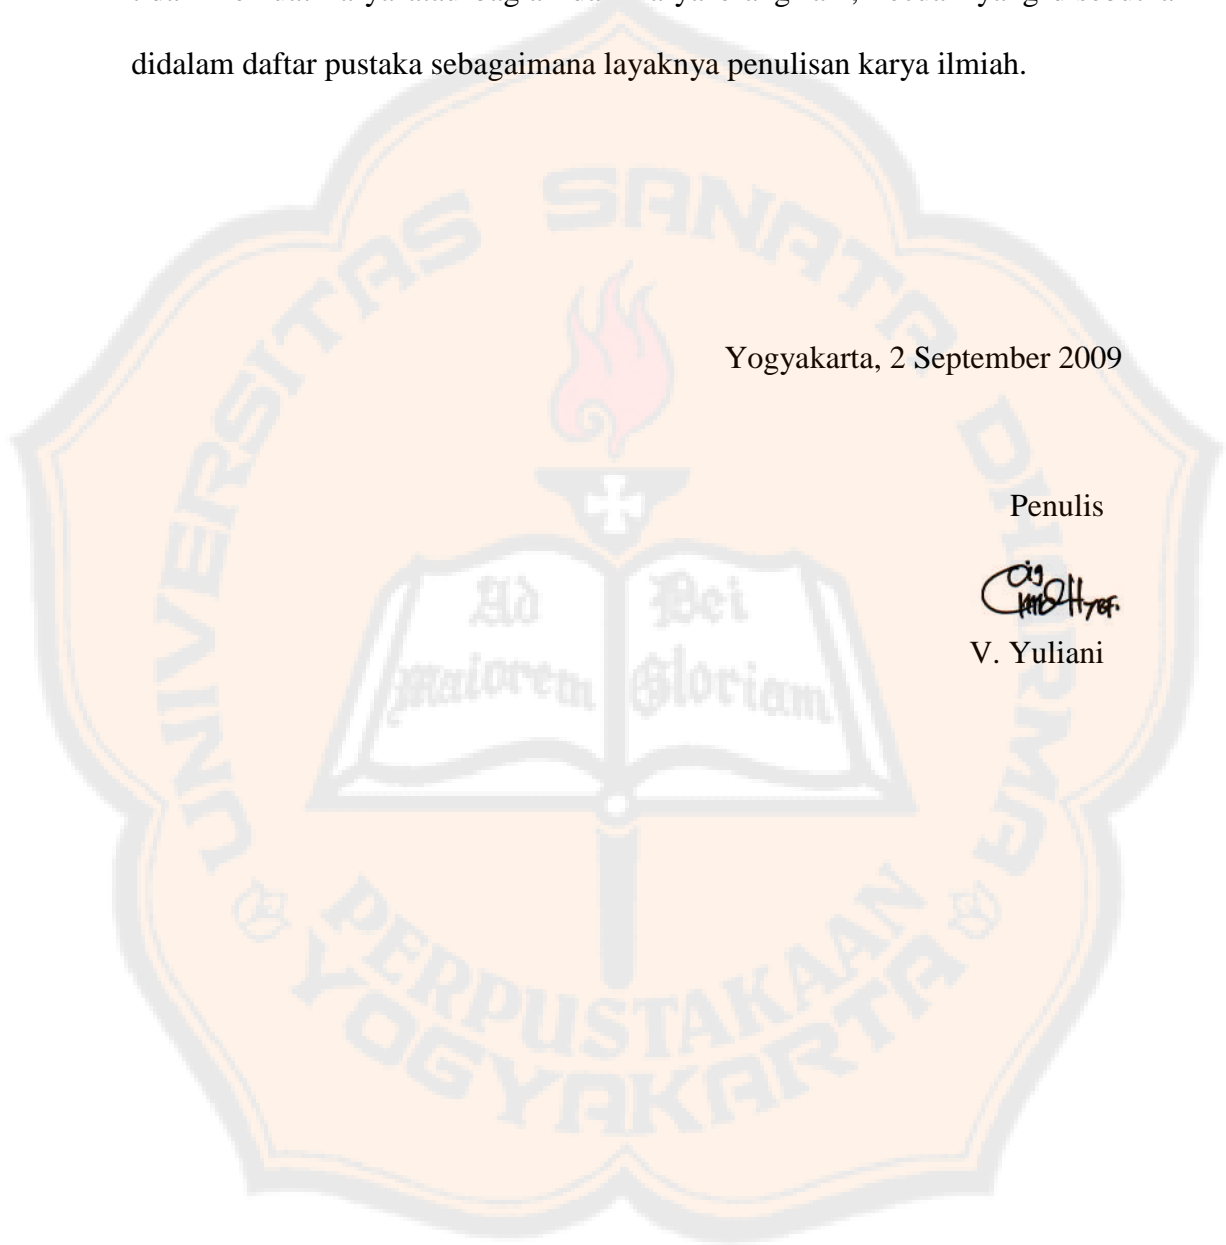 didalam daftar pustaka sebagaimana layaknya penulisan karya ilmiah.
UNIVERSITAS SANATA DHARMA
Yogyakarta, 2 September 2009
Penulis
Ad Dei
maiorem Gloriam
V. Yuliani
PERPUSTAKAAN
YOGYAKARTA